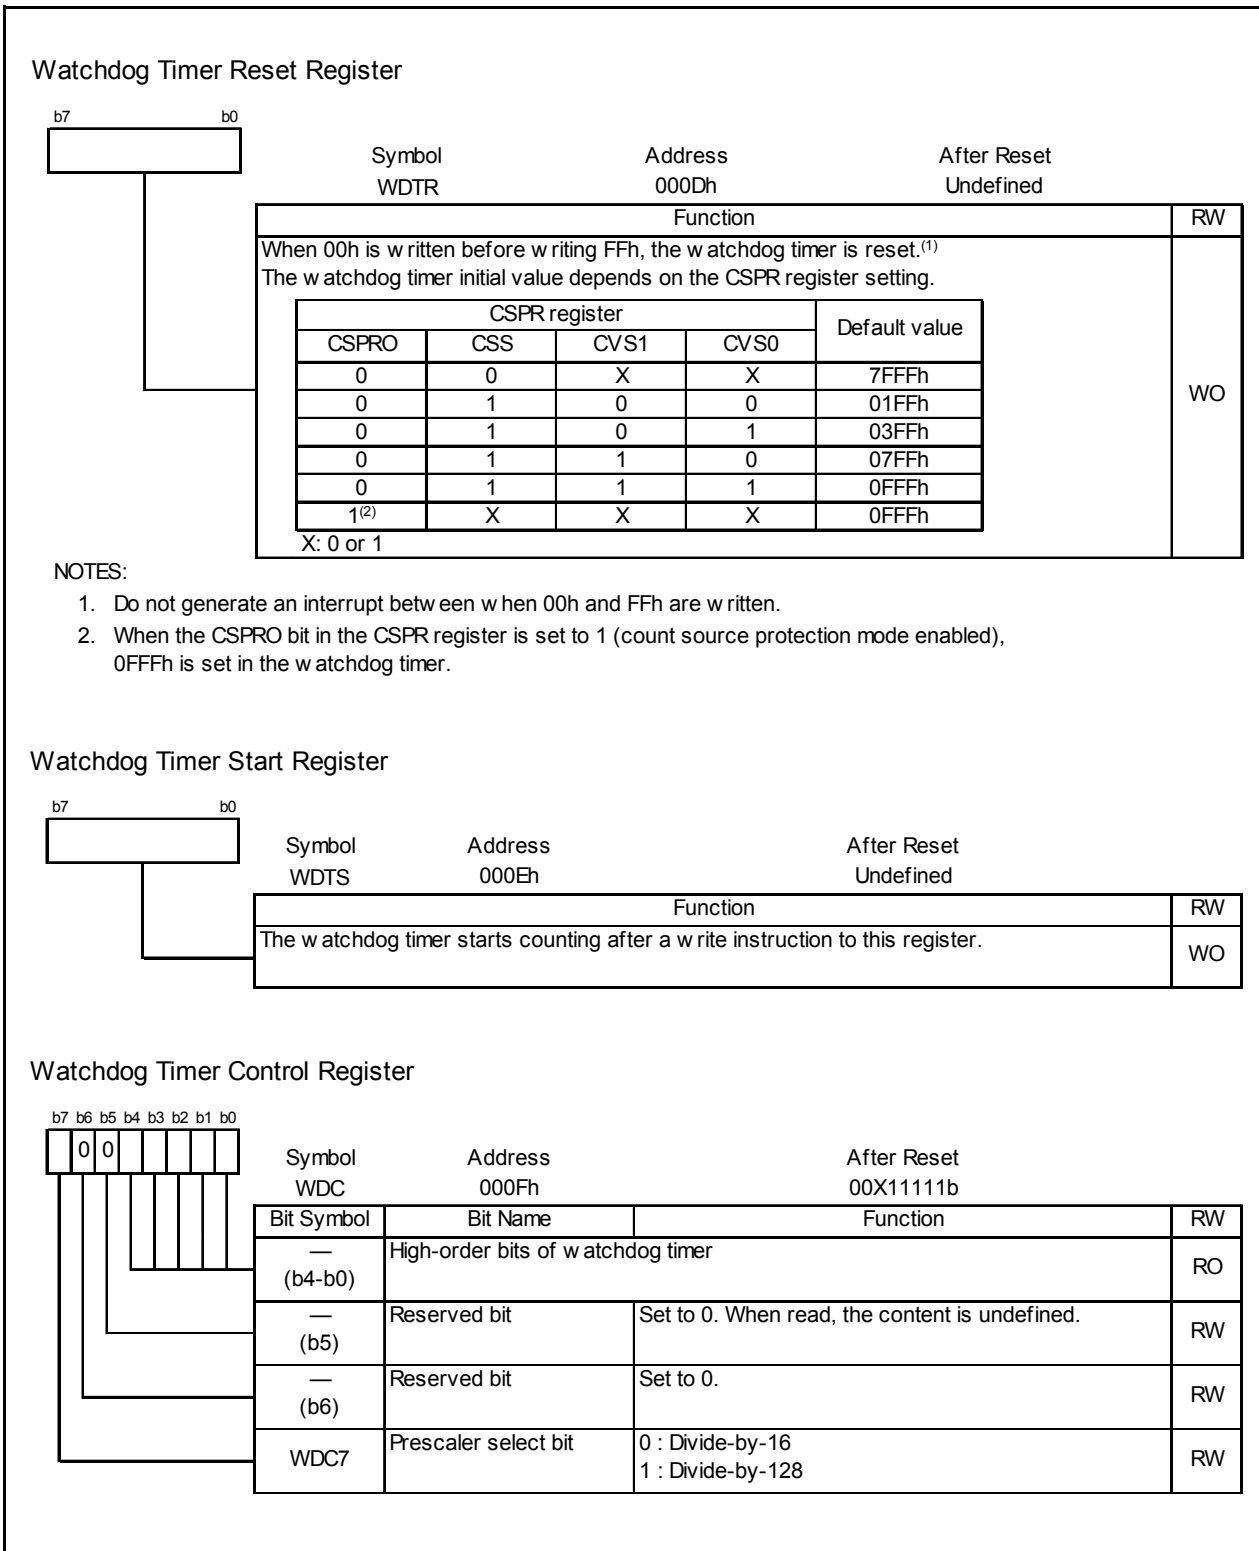 Watchdog Timer Reset Register
b7 b0
Symbol Address After Reset
WDTR 000Dh Undefined
Function RW
When 00h is written before writing FFh, the watchdog timer is reset.(1)
The watchdog timer initial value depends on the CSPR register setting.
CSPR register Default value
CSPRO CSS CVS1 CVS0
0 0 X X 7FFFh
0 1 0 0 01FFh
0 1 0 1 03FFh
0 1 1 0 07FFh
0 1 1 1 0FFFh
1(2) X X X 0FFFh
X: 0 or 1
WO
NOTES:
1. Do not generate an interrupt between when 00h and FFh are written.
2. When the CSPRO bit in the CSPR register is set to 1 (count source protection mode enabled),
0FFFh is set in the watchdog timer.
Watchdog Timer Start Register
b7 b0
Symbol Address After Reset
WDTS 000Eh Undefined
Function RW
The watchdog timer starts counting after a write instruction to this register. WO
Watchdog Timer Control Register
b7 b6 b5 b4 b3 b2 b1 b0
0 0
Symbol Address After Reset
WDC 000Fh 00X11111b
Bit Symbol Bit Name Function RW
— (b4-b0) High-order bits of watchdog timer RO
— (b5) Reserved bit Set to 0. When read, the content is undefined. RW
— (b6) Reserved bit Set to 0. RW
WDC7 Prescaler select bit 0 : Divide-by-16 RW
1 : Divide-by-128